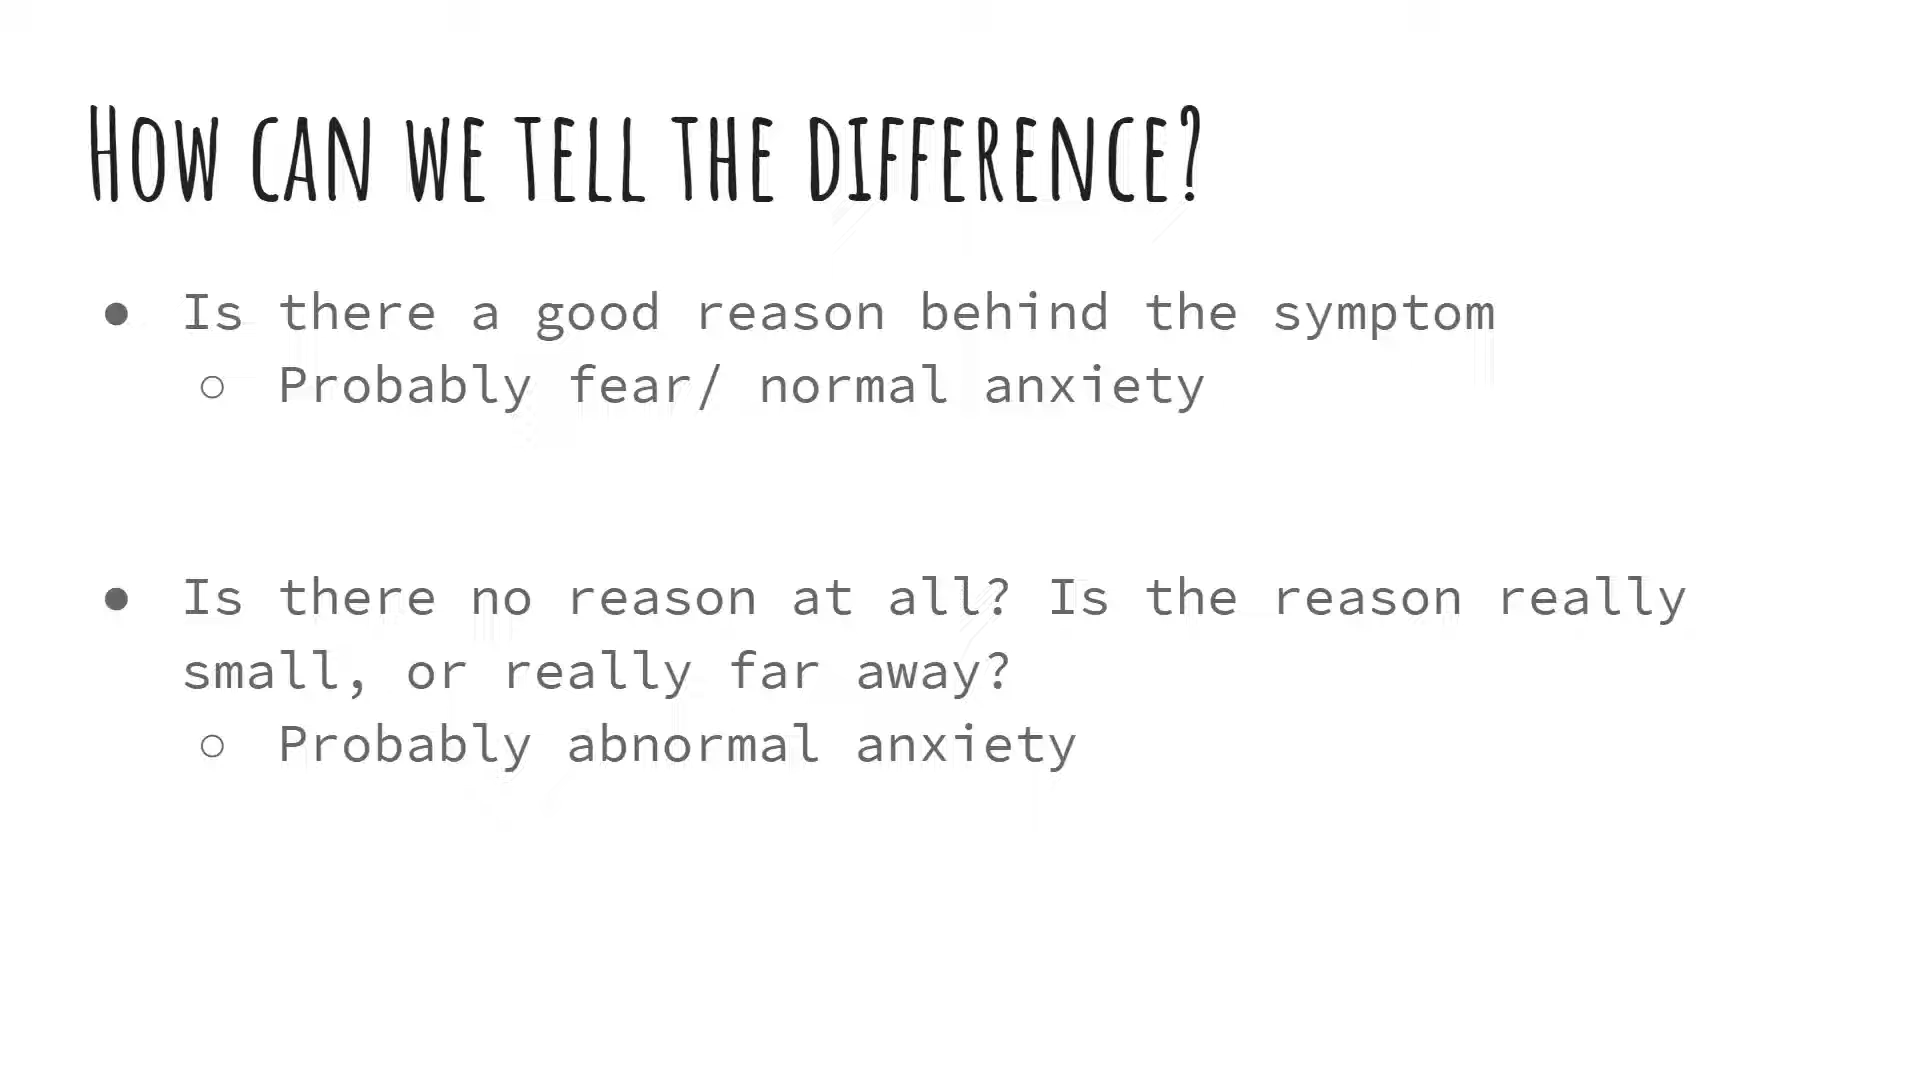 How can we tell the difference?
● Is there a good reason behind the symptom
○ Probably fear/ normal anxiety
● Is there no reason at all? Is the reason really
small, or really far away?
○ Probably abnormal anxiety